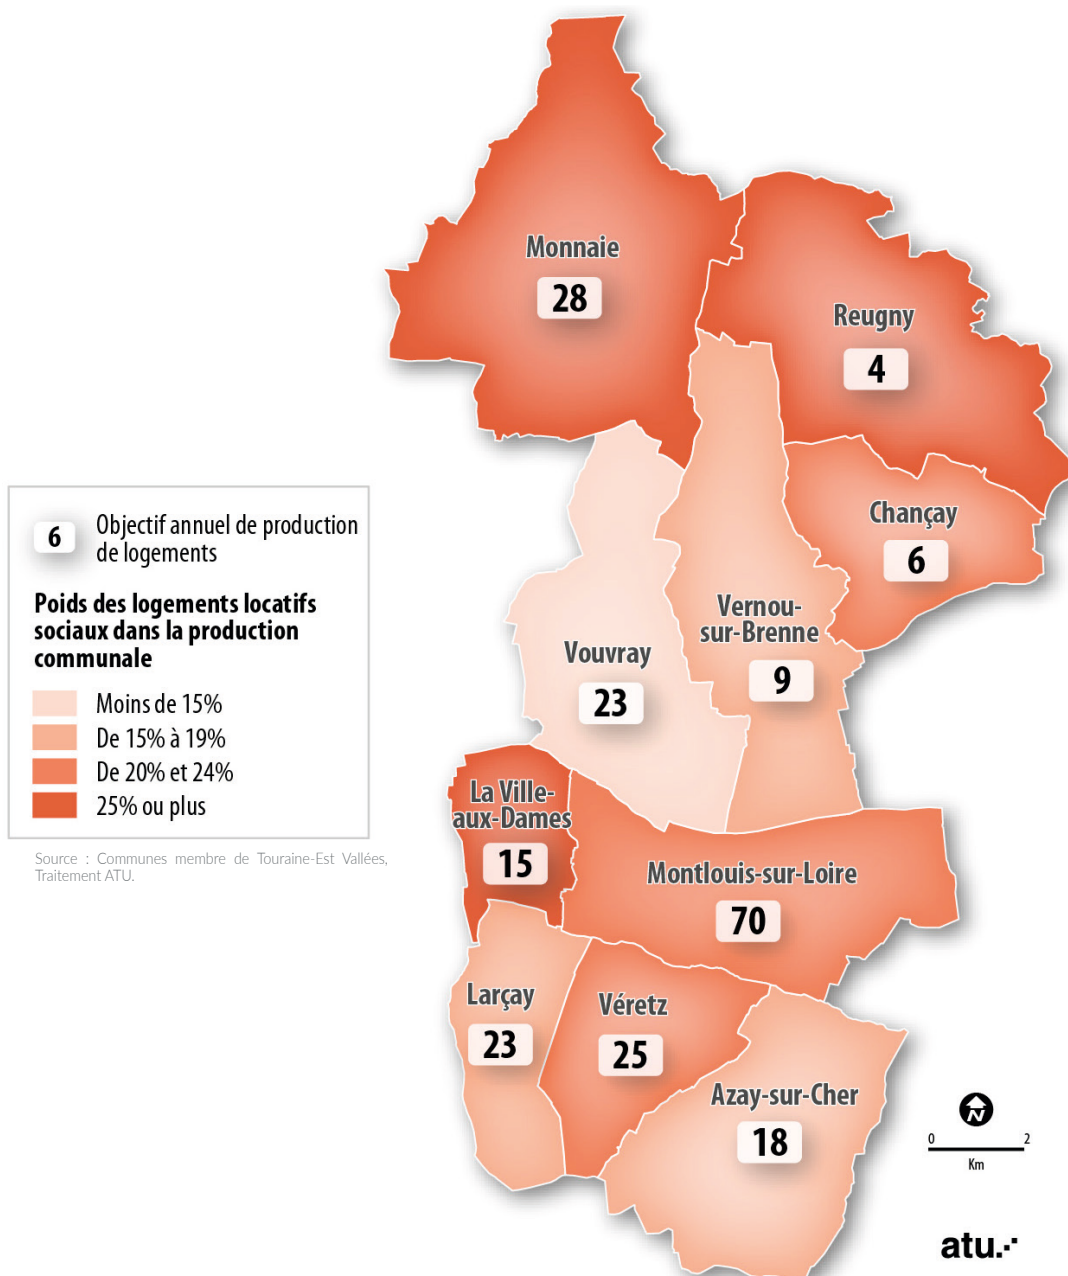 Monnaie
28
Reugny
4
Chançay
6
Vernou-
sur-Brenne
9
Vouvray
23
La Ville-
aux-Dames
15
Montlouis-sur-Loire
70
Larçay
23
Véretz
25
Azay-sur-Cher
18
6
Objectif annuel de production
de logements
Poids des logements locatifs
sociaux dans la production
communale
Moins de 15%
De 15% à 19%
De 20% et 24%
25% ou plus
Source : Communes membre de Touraine-Est Vallées,
Traitement ATU.
N
0 2
Km
atu.